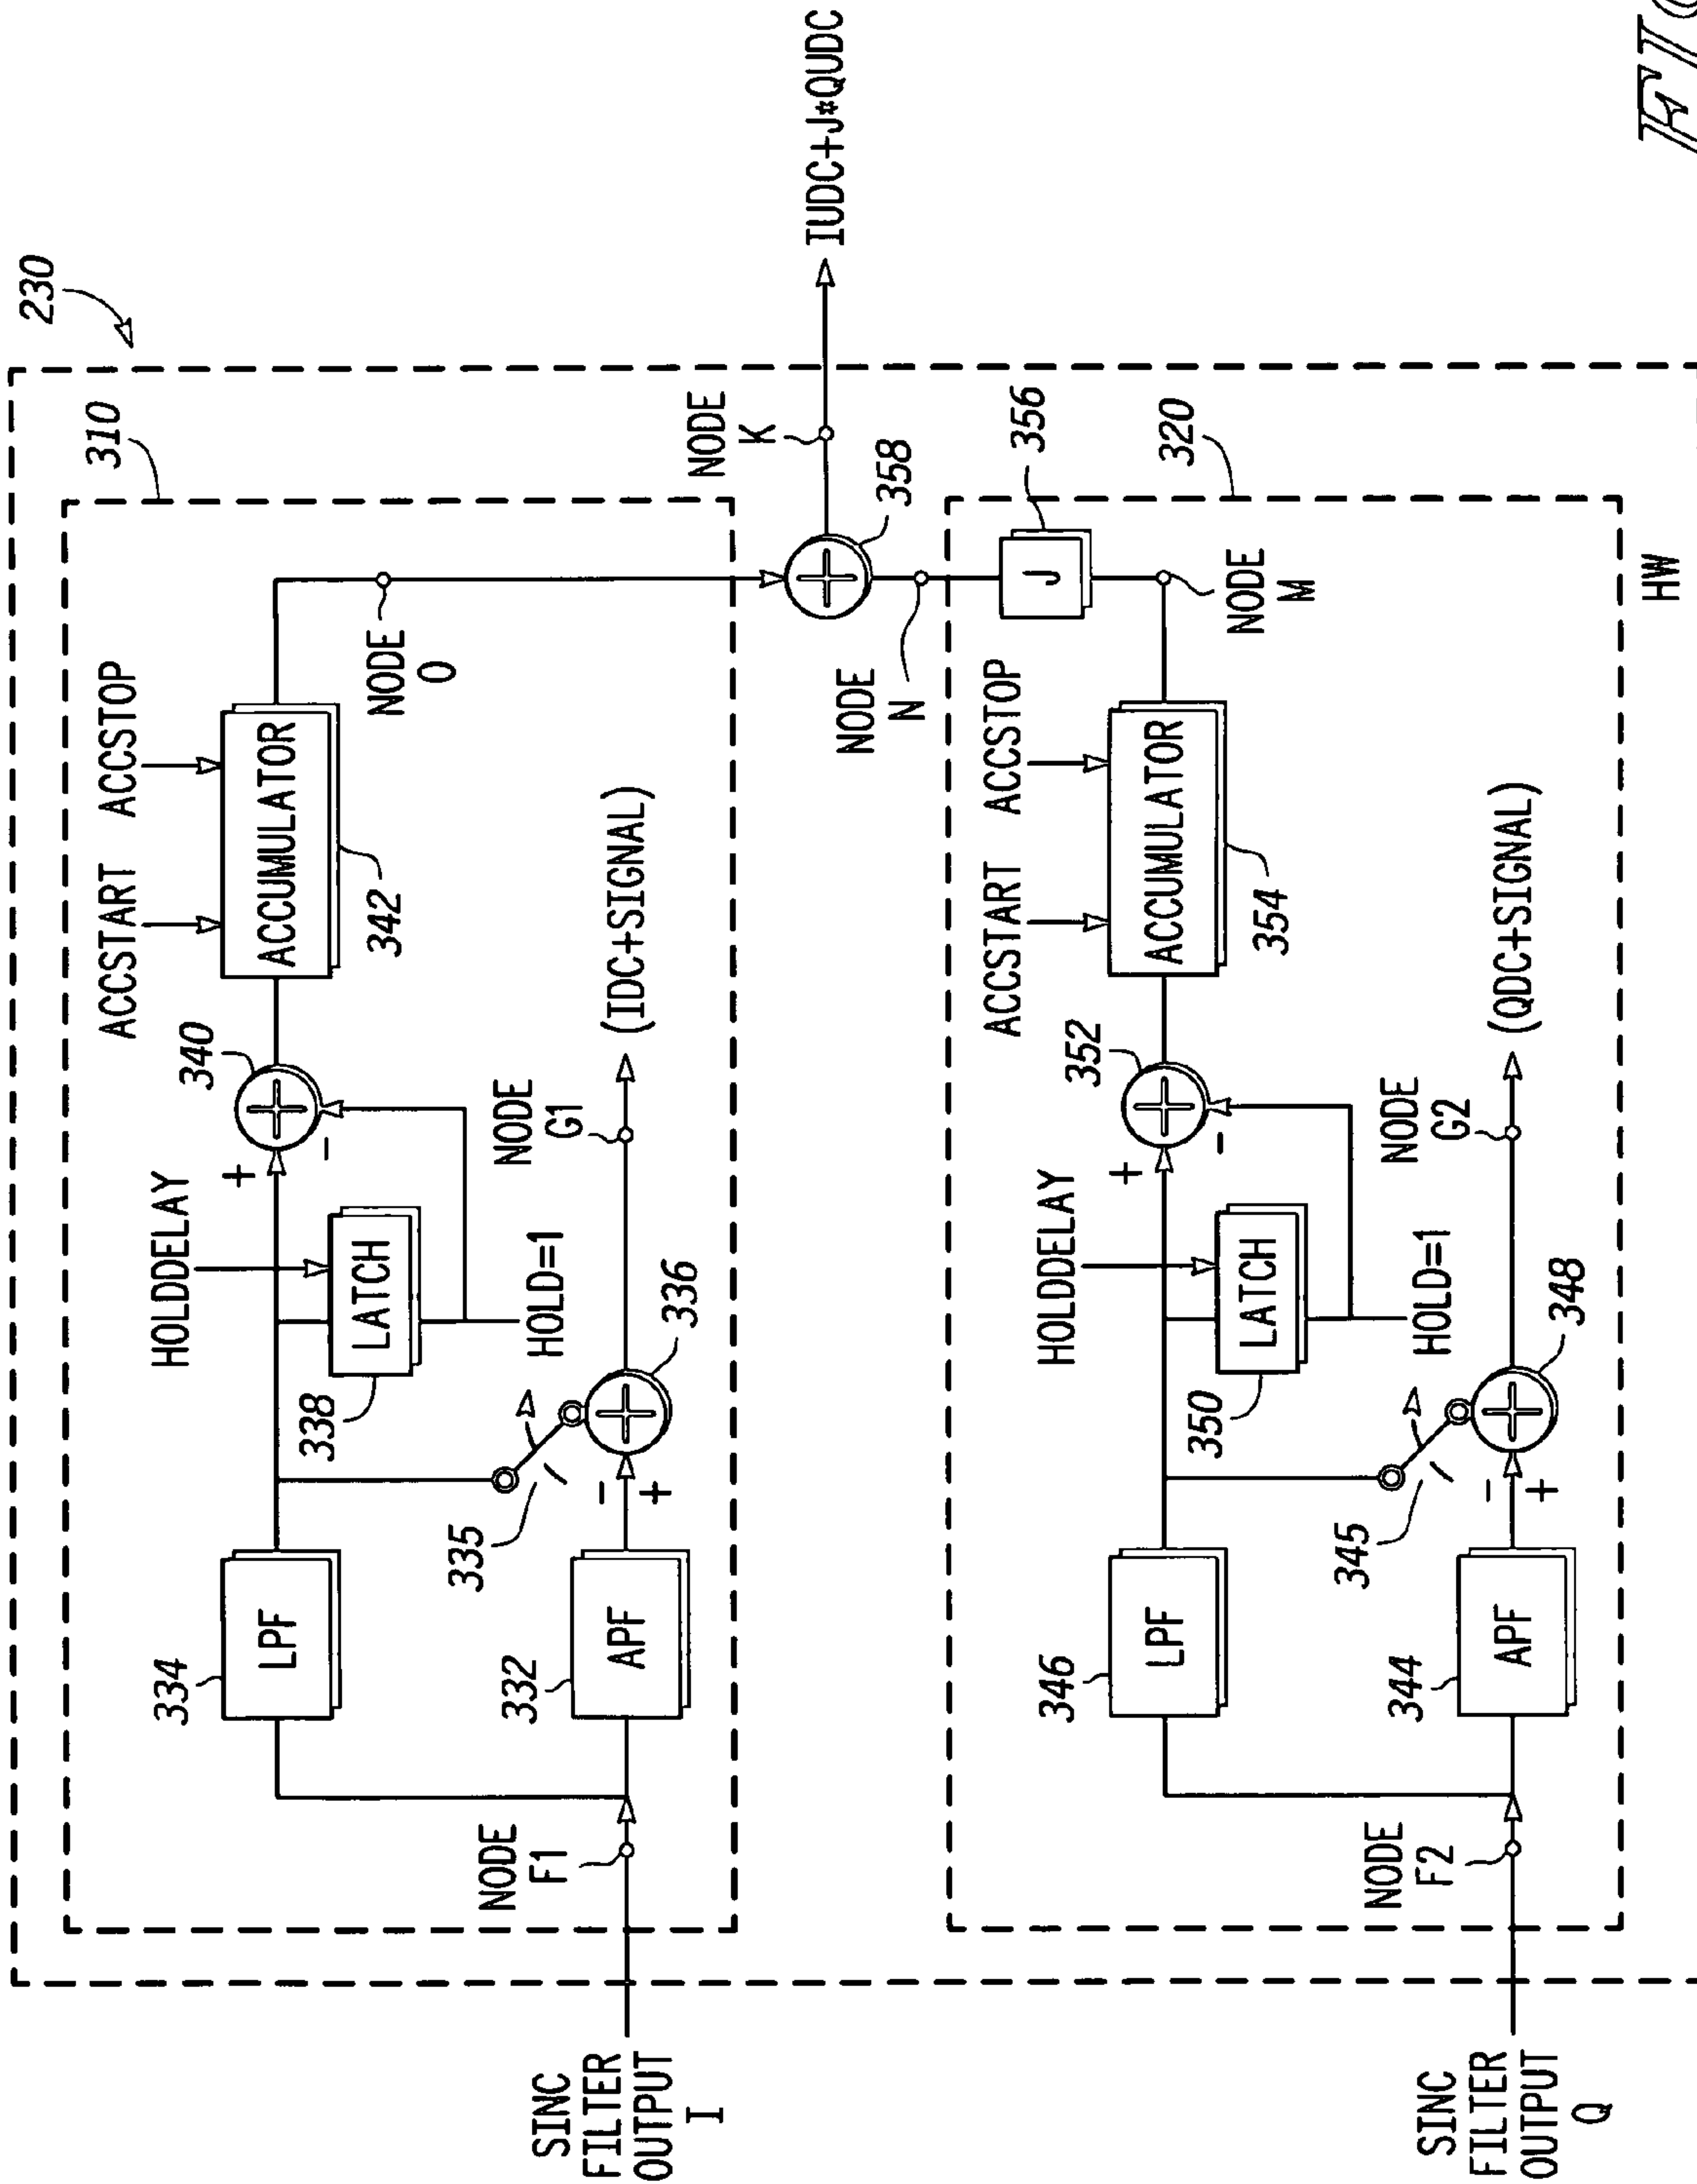 230
310
ACCSTART ACCSTOP
340
HOLDDELAY
334
LPF
+
-
LATCH
338
ACCUMULATOR
342
NODE
O
HOLD=1
335
332
APF
-
+
336
NODE
G1
(IDC+SIGNAL)
NODE
F1
SINC
FILTER
OUTPUT
I
NODE
K
IUDC+J*QUDC
358
NODE
N
356
J
320
ACCSTART ACCSTOP
352
HOLDDELAY
346
LPF
+
-
LATCH
350
ACCUMULATOR
354
NODE
M
HOLD=1
345
344
APF
-
+
348
NODE
G2
(QDC+SIGNAL)
NODE
F2
SINC
FILTER
OUTPUT
Q
HW